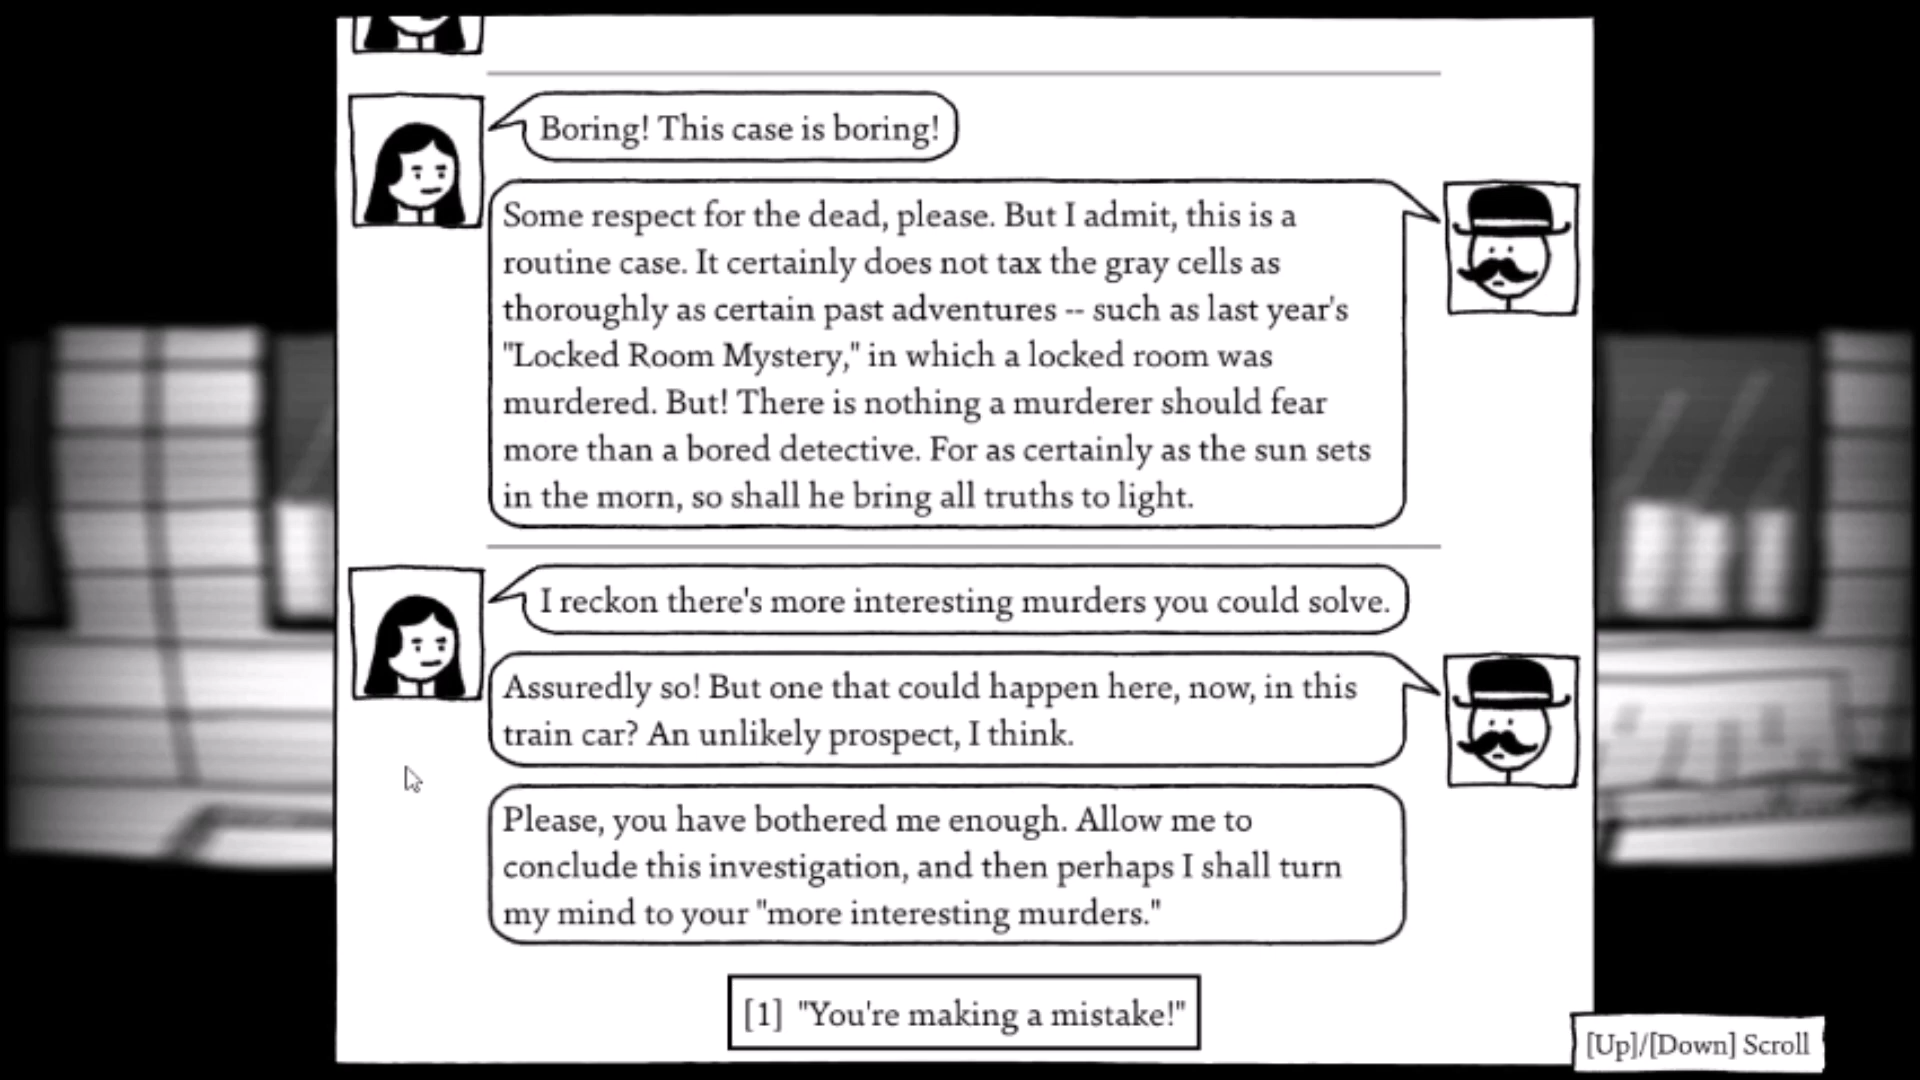 Boring! This case is boring!
Some respect for the dead, please. But I admit, this is a
routine case. It certainly does not tax the gray cells as
thoroughly as certain past adventures -- such as last year's
"Locked Room Mystery," in which a locked room was
murdered. But! There is nothing a murderer should fear
more than a bored detective. For as certainly as the sun sets
in the morn, so shall he bring all truths to light.
I reckon there's more interesting murders you could solve.
Assuredly so! But one that could happen here, now, in this
train car? An unlikely prospect, I think.
Please, you have bothered me enough. Allow me to
conclude this investigation, and then perhaps I shall turn
my mind to your "more interesting murders."
[1] "You're making a mistake!"
[Up]/[Down] Scroll